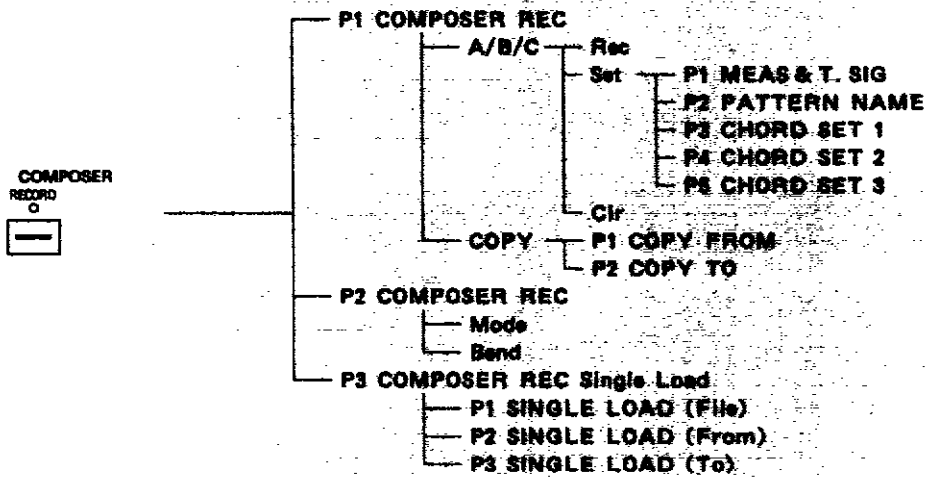 P1 COMPOSER REC
A/B/C Rec
Set P1 MEAS & T. SIG
P2 PATTERN NAME
P3 CHORD SET 1
P4 CHORD SET 2
P5 CHORD SET 3
Clr
COPY P1 COPY FROM
P2 COPY TO
COMPOSER
RECORD
P2 COMPOSER REC
Mode
Bend
P3 COMPOSER REC Single Load
P1 SINGLE LOAD (File)
P2 SINGLE LOAD (From)
P3 SINGLE LOAD (To)